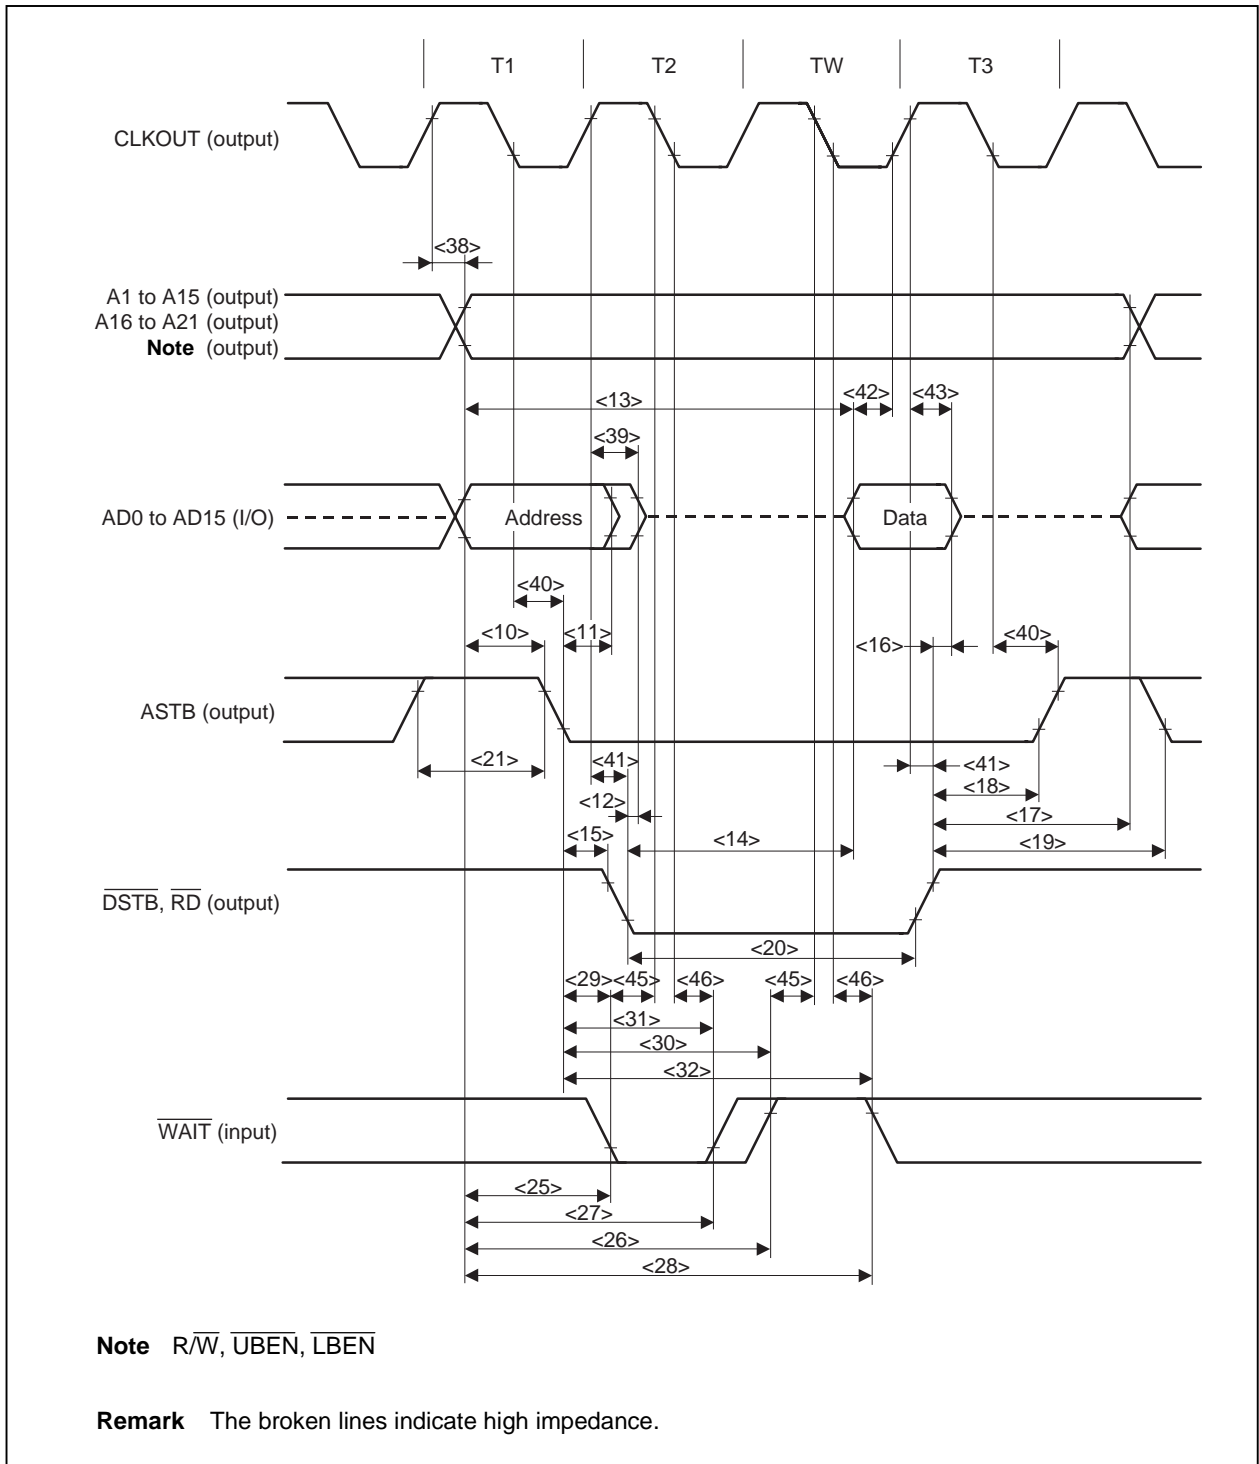 T1 T2 TW T3
CLKOUT (output)
<38>
A1 to A15 (output)
A16 to A21 (output)
Note (output)
<13> <42> <43>
<39>
AD0 to AD15 (I/O) Address Data
<40>
<10> <11> <16> <40>
ASTB (output)
<21> <41> <41>
<18>
<12>
<17>
<15> <14> <19>
DSTB, RD (output)
<20>
<29> <45> <46> <45> <46>
<31>
<30>
<32>
WAIT (input)
<25>
<27>
<26>
<28>
Note R/W, UBEN, LBEN
Remark The broken lines indicate high impedance.